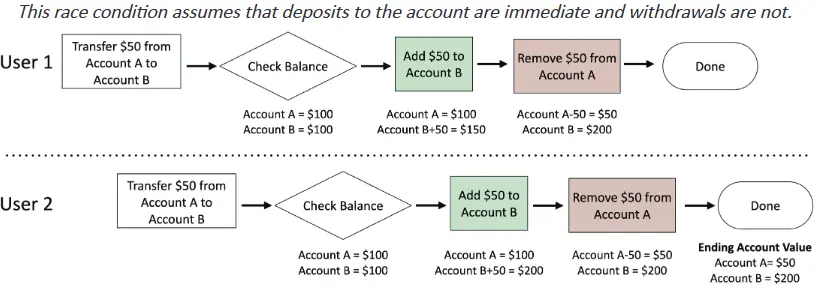 This race condition assumes that deposits to the account are immediate and withdrawals are not.
User 1
Transfer $50 from
Account A to
Account B
Check Balance
Account A = $100
Account B = $100
Add $50 to
Account B
Account A = $100
Account B+50 = $150
Remove $50 from
Account A
Account A-50 = $50
Account B = $200
Done
User 2
Transfer $50 from
Account A to
Account B
Check Balance
Account A = $100
Account B = $100
Add $50 to
Account B
Account A = $100
Account B+50 = $200
Remove $50 from
Account A
Account A-50 = $50
Account B = $200
Done
Ending Account Value
Account A= $50
Account B = $200